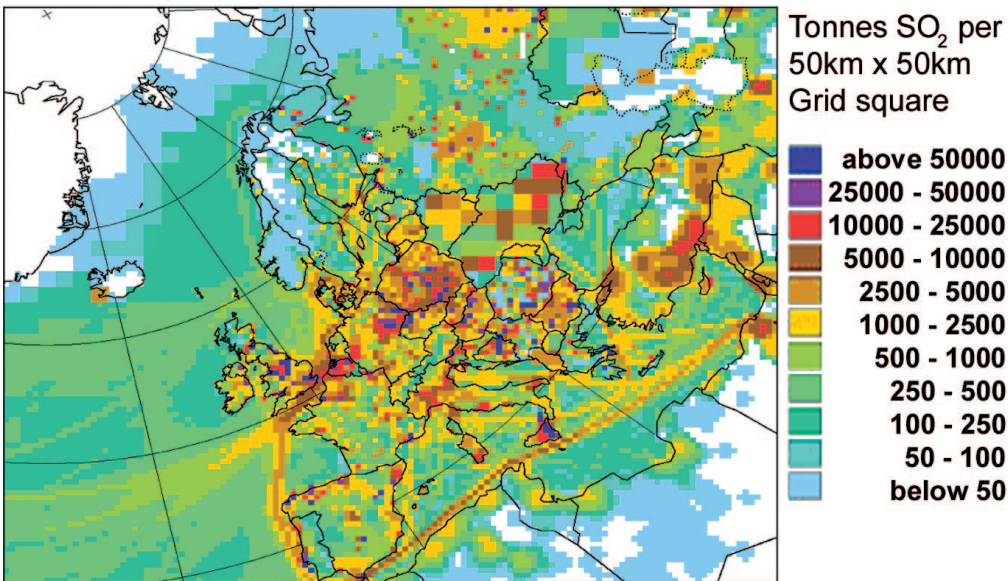 Tonnes SO₂ per
50km x 50km
Grid square
above 50000
25000 - 50000
10000 - 25000
5000 - 10000
2500 - 5000
1000 - 2500
500 - 1000
250 - 500
100 - 250
50 - 100
below 50